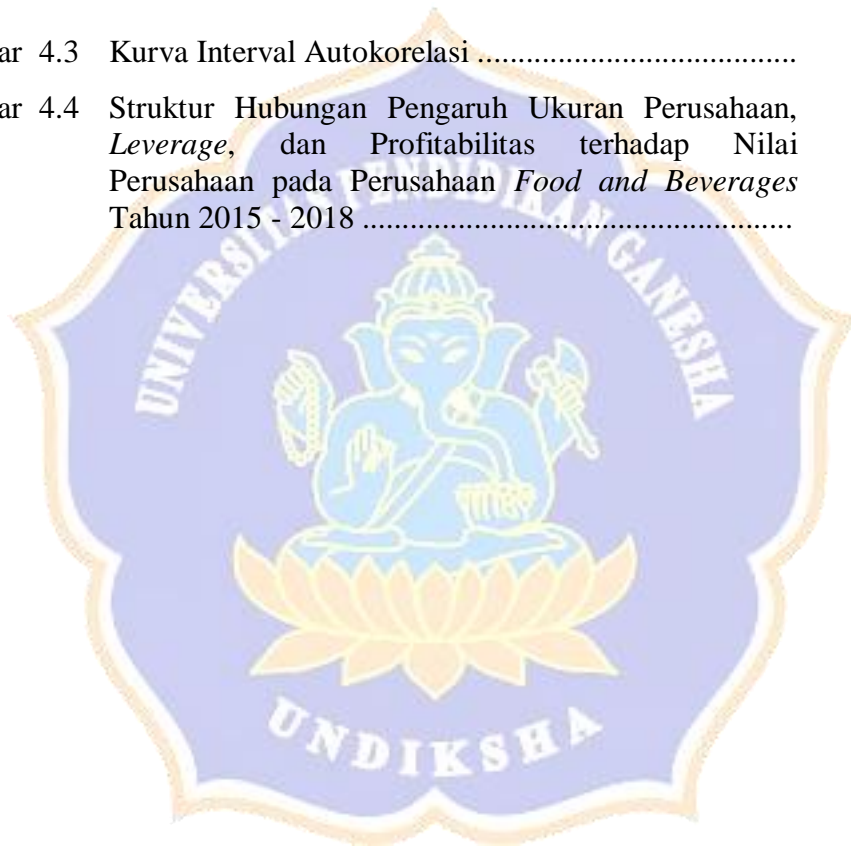 ar 4.3 Kurva Interval Autokorelasi .......................................
ar 4.4 Struktur Hubungan Pengaruh Ukuran Perusahaan,
Leverage, dan Profitabilitas terhadap Nilai
Perusahaan pada Perusahaan Food and Beverages
Tahun 2015 - 2018 ....................................................
UNIVERSITAS PENDIDIKAN GANESHA
UNDIKSHA